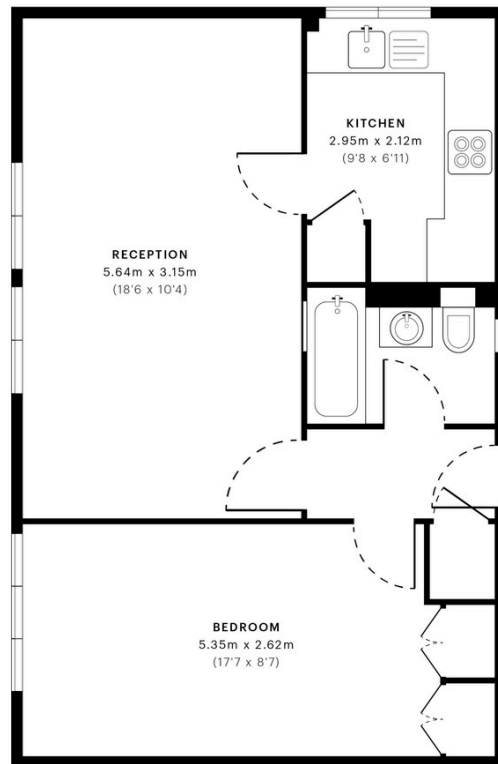 KITCHEN
2.95m x 2.12m
(9'8 x 6'11)
RECEPTION
5.64m x 3.15m
(18'6 x 10'4)
BEDROOM
5.35m x 2.62m
(17'7 x 8'7)